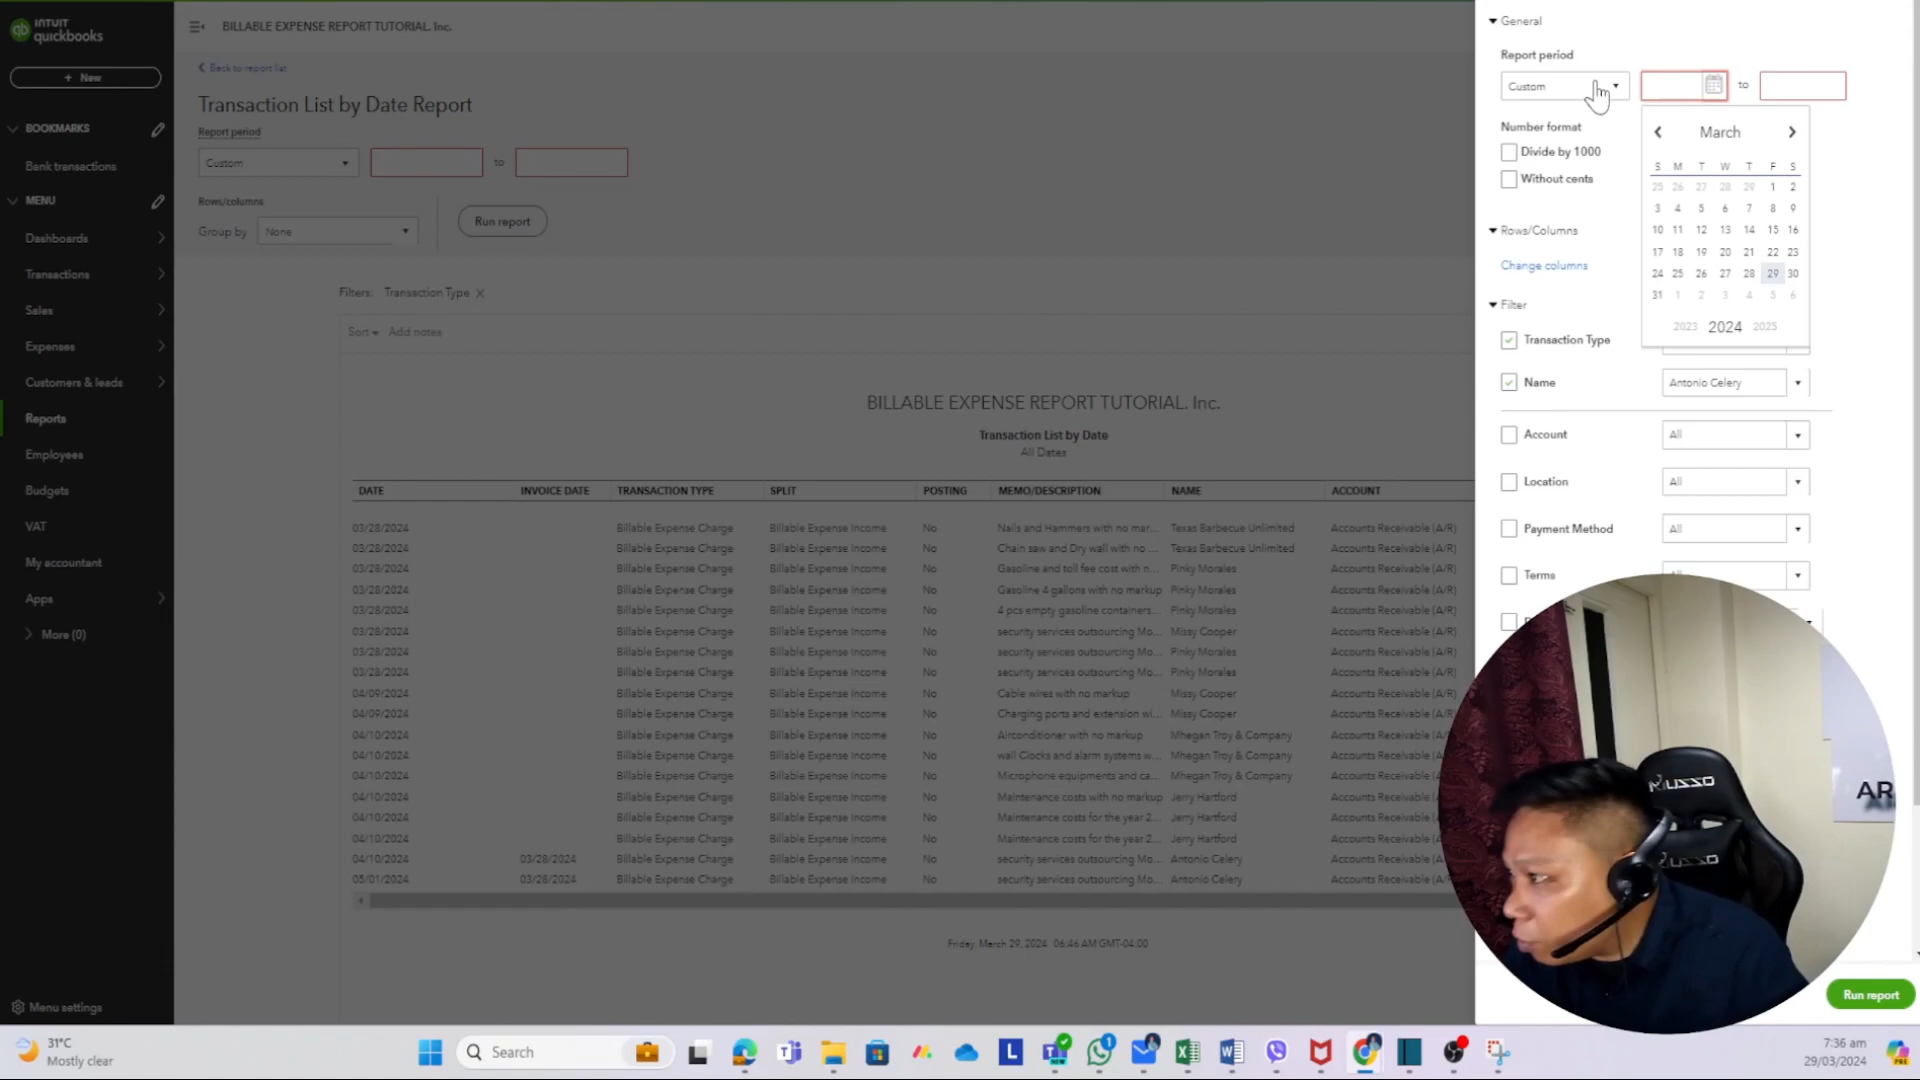 INTUIT
quickbooks
BILLABLE EXPENSE REPORT TUTORIAL. Inc.
+ New
BOOKMARKS
Bank transactions
MENU
Dashboards
Transactions
Sales
Expenses
Customers & leads
Reports
Employees
Budgets
VAT
My accountant
Apps
More (0)
Menu settings
Back to report list
Transaction List by Date Report
Report period
Custom to
Rows/columns
Group by None Run report
Filters: Transaction Type
Sort Add notes
BILLABLE EXPENSE REPORT TUTORIAL. Inc.
Transaction List by Date
All Dates
DATE INVOICE DATE TRANSACTION TYPE SPLIT POSTING MEMO/DESCRIPTION NAME ACCOUNT
03/28/2024 Billable Expense Charge Billable Expense Income No Nails and Hammers with no mar... Texas Barbecue Unlimited Accounts Receivable (A/R)
03/28/2024 Billable Expense Charge Billable Expense Income No Chain saw and Dry wall with no ... Texas Barbecue Unlimited Accounts Receivable (A/R)
03/28/2024 Billable Expense Charge Billable Expense Income No Gasoline and toll fee cost with n... Pinky Morales Accounts Receivable (A/R)
03/28/2024 Billable Expense Charge Billable Expense Income No Gasoline 4 gallons with no markup Pinky Morales Accounts Receivable (A/R)
03/28/2024 Billable Expense Charge Billable Expense Income No 4 pcs empty gasoline containers... Pinky Morales Accounts Receivable (A/R)
03/28/2024 Billable Expense Charge Billable Expense Income No security services outsourcing Mo... Missy Cooper Accounts Receivable (A/R)
03/28/2024 Billable Expense Charge Billable Expense Income No security services outsourcing Mo... Pinky Morales Accounts Receivable (A/R)
03/28/2024 Billable Expense Charge Billable Expense Income No security services outsourcing Mo... Pinky Morales Accounts Receivable (A/R)
04/09/2024 Billable Expense Charge Billable Expense Income No Cable wires with no markup Missy Cooper Accounts Receivable (A/R)
04/09/2024 Billable Expense Charge Billable Expense Income No Charging ports and extension wi... Missy Cooper Accounts Receivable (A/R)
04/10/2024 Billable Expense Charge Billable Expense Income No Airconditioner with no markup Mhegan Troy & Company Accounts Receivable (A/R
04/10/2024 Billable Expense Charge Billable Expense Income No wall Clocks and alarm systems w... Mhegan Troy & Company Accounts Receivable (A/
04/10/2024 Billable Expense Charge Billable Expense Income No Microphone equipments and ca... Mhegan Troy & Company Accounts Receivable (A/
04/10/2024 Billable Expense Charge Billable Expense Income No Maintenance costs with no markup Jerry Hartford Accounts Receivable (A/
04/10/2024 Billable Expense Charge Billable Expense Income No Maintenance costs for the year 2... Jerry Hartford Accounts Receivable (A/
04/10/2024 Billable Expense Charge Billable Expense Income No Maintenance costs for the year 2... Jerry Hartford Accounts Receivable (A/
04/10/2024 03/28/2024 Billable Expense Charge Billable Expense Income No security services outsourcing Mo... Antonio Celery Accounts Receivable (A/
05/01/2024 03/28/2024 Billable Expense Charge Billable Expense Income No security services outsourcing Mo... Antonio Celery Accounts Receivable (A/
Friday, March 29, 2024 06:46 AM GMT-04:00
General
Report period
Custom to
Number format
Divide by 1000
Without cents
March
S M T W T F S
25 26 27 28 29 1 2
3 4 5 6 7 8 9
10 11 12 13 14 15 16
17 18 19 20 21 22 23
24 25 26 27 28 29 30
31 1 2 3 4 5 6
2023 2024 2025
Rows/Columns
Change columns
Filter
Transaction Type
Name Antonio Celery
Account All
Location All
Payment Method All
Terms
Run report
MUSSO
MUSSO
AR
31°C
Mostly clear
Search
7:36 am
29/03/2024